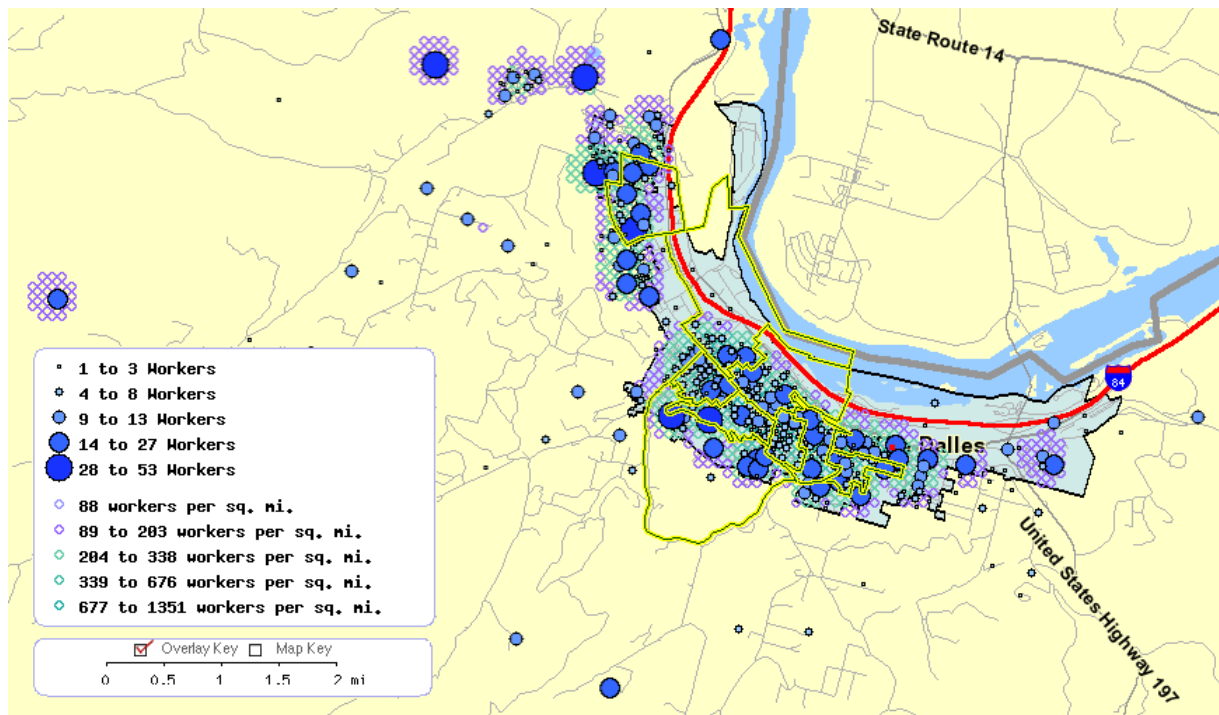 State Route 14
84
Dalles
1 to 3 Workers
4 to 8 Workers
9 to 13 Workers
14 to 27 Workers
28 to 53 Workers
88 workers per sq. mi.
89 to 203 workers per sq. mi.
204 to 338 workers per sq. mi.
339 to 676 workers per sq. mi.
677 to 1351 workers per sq. mi.
United States Highway 197
Overlay Key Map Key
0 0.5 1 1.5 2 mi